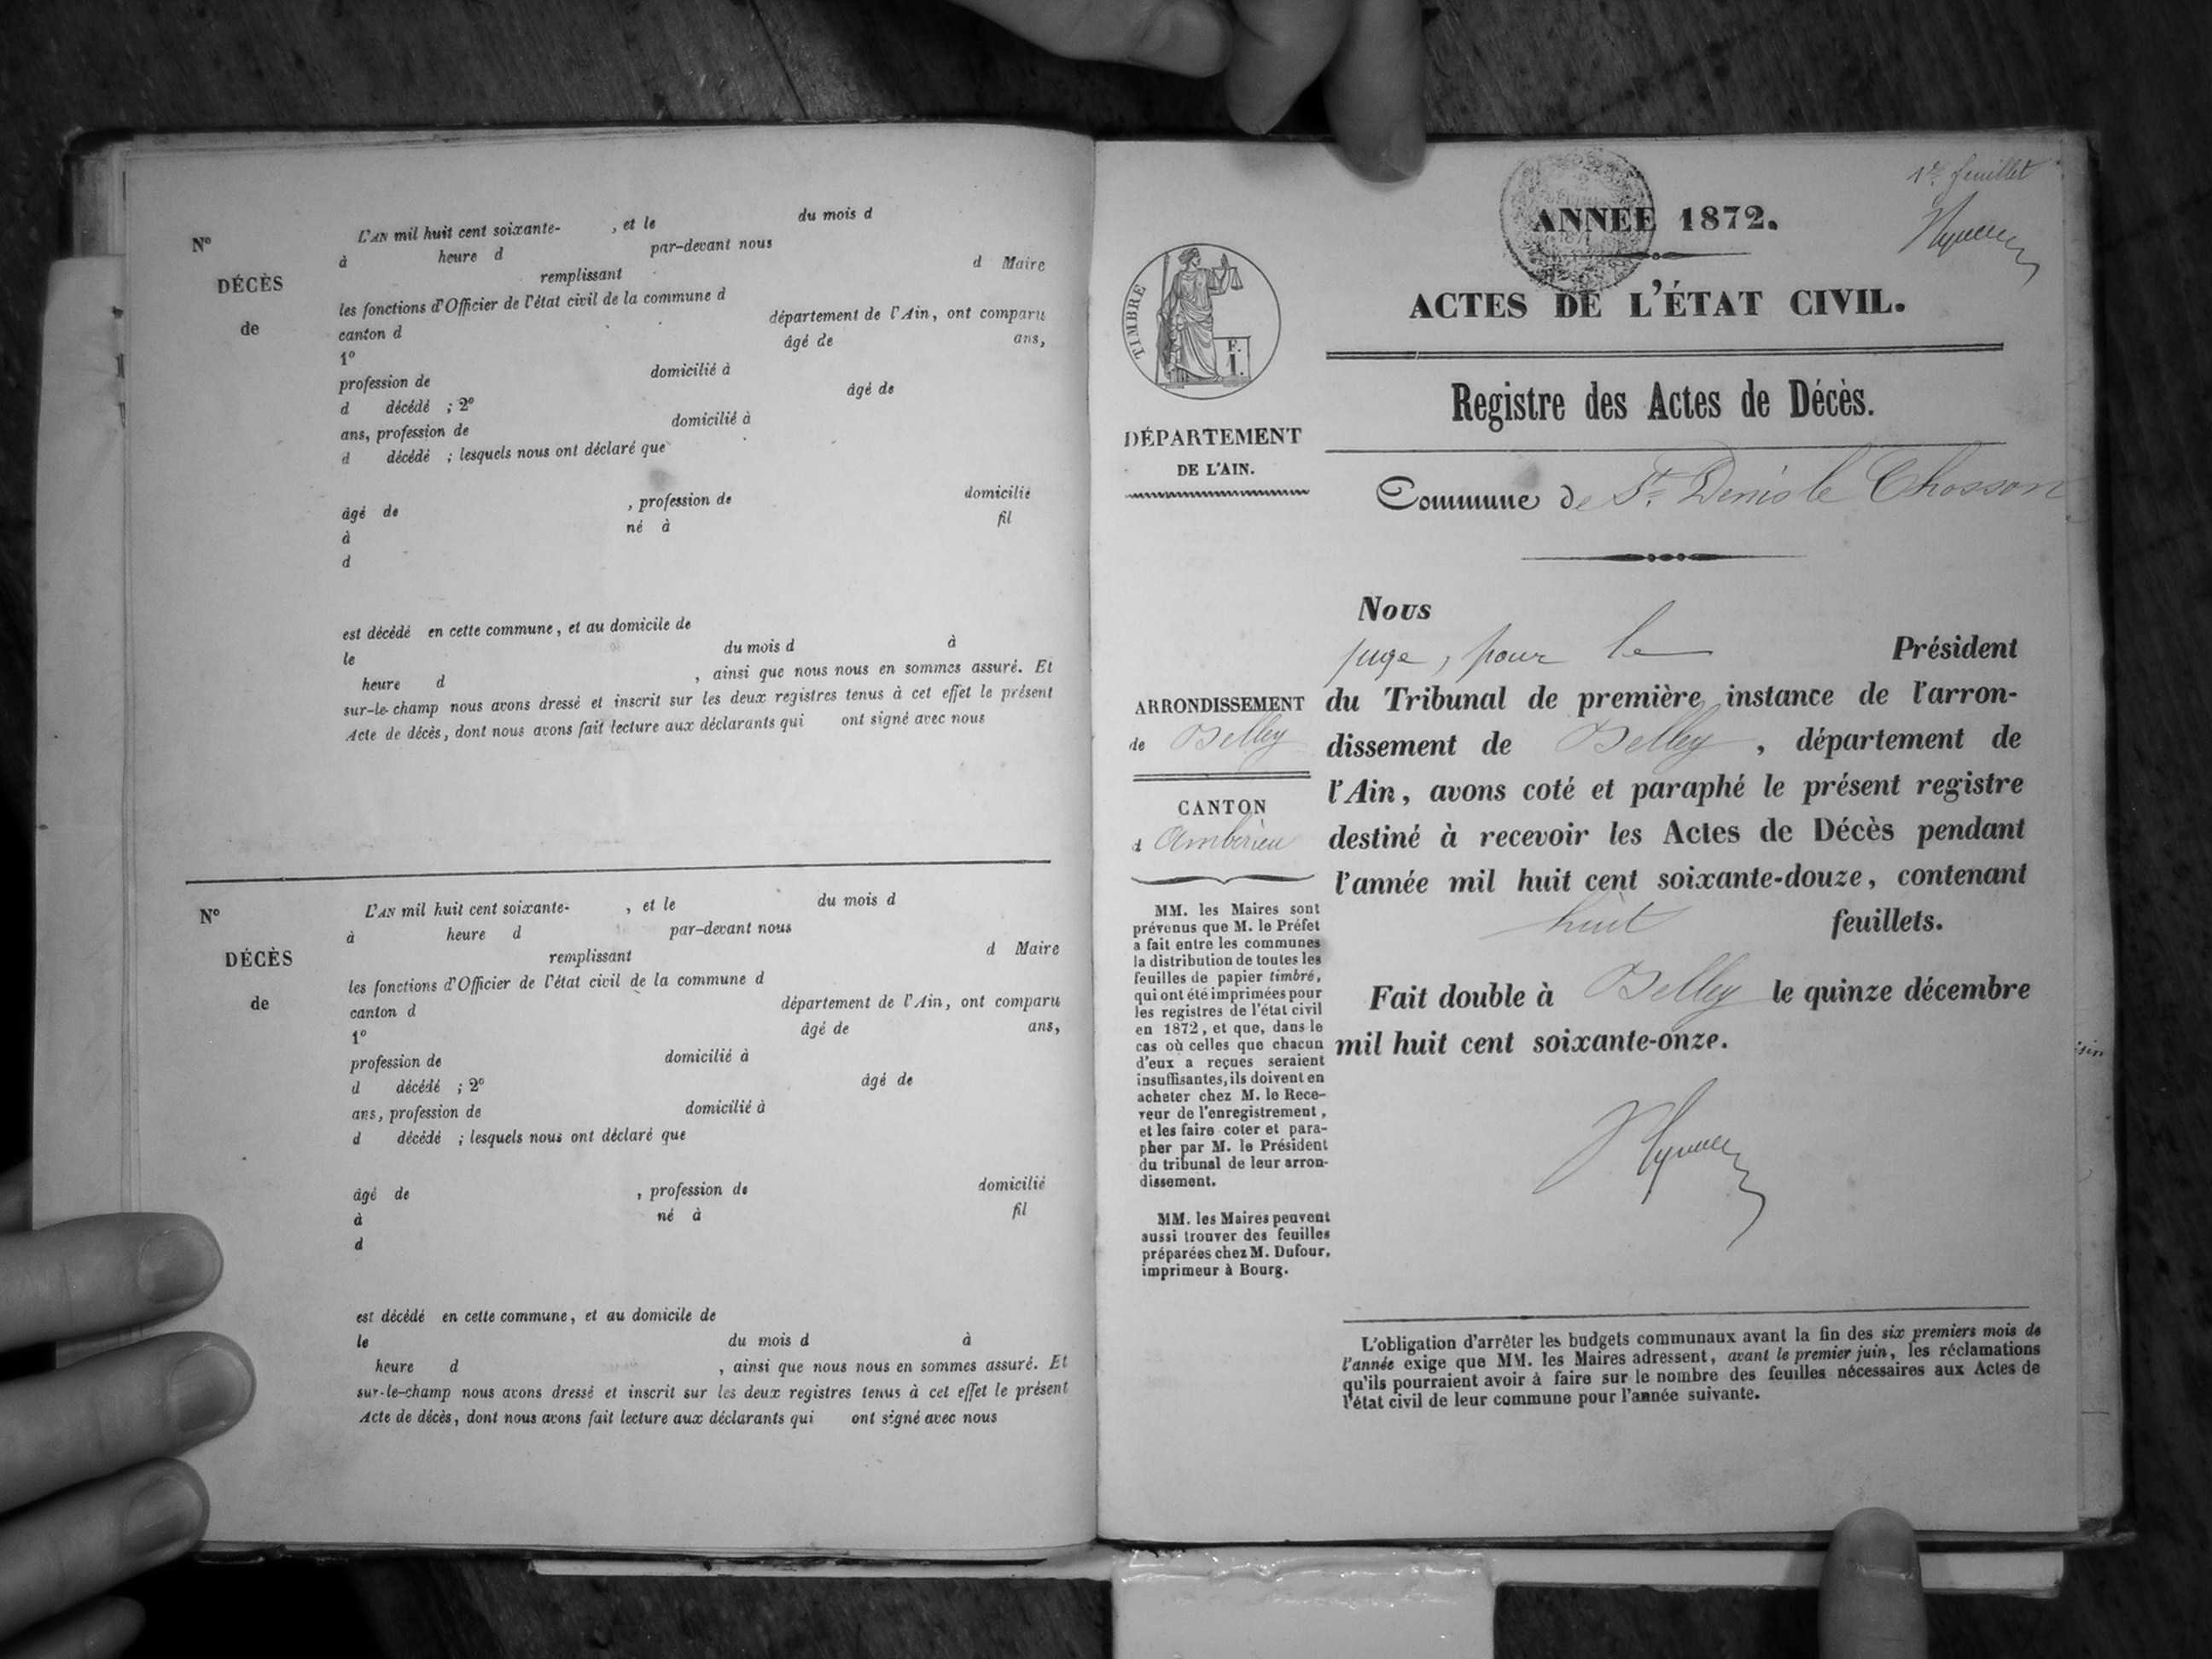 N° L'AN mil huit cent soixante- , et le du mois d
à heure d par-devant nous
DÉCÈS remplissant d Maire
les fonctions d'Officier de l'état civil de la commune d
de canton d département de l'Ain, ont comparu
1° âgé de ans,
profession de domicilié à
d décédé ; 2° âgé de
ans, profession de domicilié à
d décédé ; lesquels nous ont déclaré que
âgé de , profession de domicilié
à né à fil
d
est décédé en cette commune, et au domicile de
le du mois d à
heure d , ainsi que nous nous en sommes assuré. Et
sur-le-champ nous avons dressé et inscrit sur les deux registres tenus à cet effet le présent
Acte de décès, dont nous avons fait lecture aux déclarants qui ont signé avec nous
N° L'AN mil huit cent soixante- , et le du mois d
à heure d par-devant nous
DÉCÈS remplissant d Maire
les fonctions d'Officier de l'état civil de la commune d
de canton d département de l'Ain, ont comparu
1° âgé de ans,
profession de domicilié à
d décédé ; 2° âgé de
ans, profession de domicilié à
d décédé ; lesquels nous ont déclaré que
âgé de , profession de domicilié
à né à fil
d
est décédé en cette commune, et au domicile de
le du mois d à
heure d , ainsi que nous nous en sommes assuré. Et
sur-le-champ nous avons dressé et inscrit sur les deux registres tenus à cet effet le présent
Acte de décès, dont nous avons fait lecture aux déclarants qui ont signé avec nous
1er feuillet
ANNÉE 1872.
ACTES DE L'ÉTAT CIVIL.
Registre des Actes de Décès.
Commune de St. Denis le Chosson
TIMBRE
F.
1.
DÉPARTEMENT
DE L'AIN.
ARRONDISSEMENT
de Belley
CANTON
d Ambérieu
MM. les Maires sont
prévenus que M. le Préfet
a fait entre les communes
la distribution de toutes les
feuilles de papier timbré,
qui ont été imprimées pour
les registres de l'état civil
en 1872, et que, dans le
cas où celles que chacun
d'eux a reçues seraient
insuffisantes, ils doivent en
acheter chez M. le Rece-
veur de l'enregistrement,
et les faire coter et para-
pher par M. le Président
du tribunal de leur arron-
dissement.
MM. les Maires peuvent
aussi trouver des feuilles
préparées chez M. Dufour,
imprimeur à Bourg.
Nous
juge, pour le Président
du Tribunal de première instance de l'arron-
dissement de Belley , département de
l'Ain, avons coté et paraphé le présent registre
destiné à recevoir les Actes de Décès pendant
l'année mil huit cent soixante-douze, contenant
huit feuillets.
Fait double à Belley le quinze décembre
mil huit cent soixante-onze.
L'obligation d'arrêter les budgets communaux avant la fin des six premiers mois de
l'année exige que MM. les Maires adressent, avant le premier juin, les réclamations
qu'ils pourraient avoir à faire sur le nombre des feuilles nécessaires aux Actes de
l'état civil de leur commune pour l'année suivante.